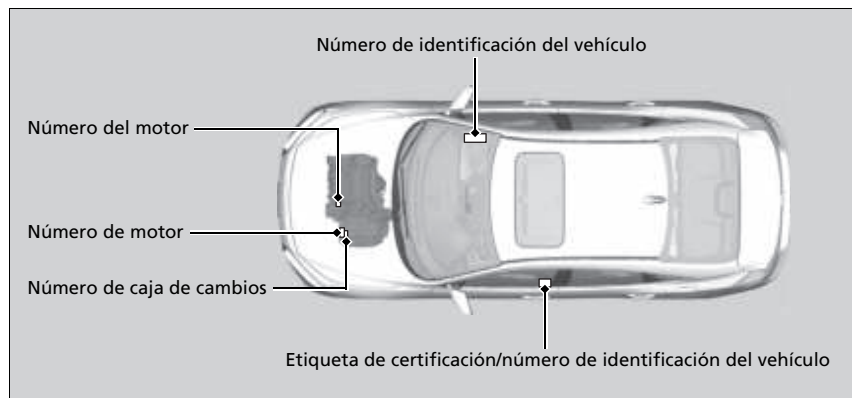 Número de identificación del vehículo
Número del motor
Número de motor
Número de caja de cambios
Etiqueta de certificación/número de identificación del vehículo